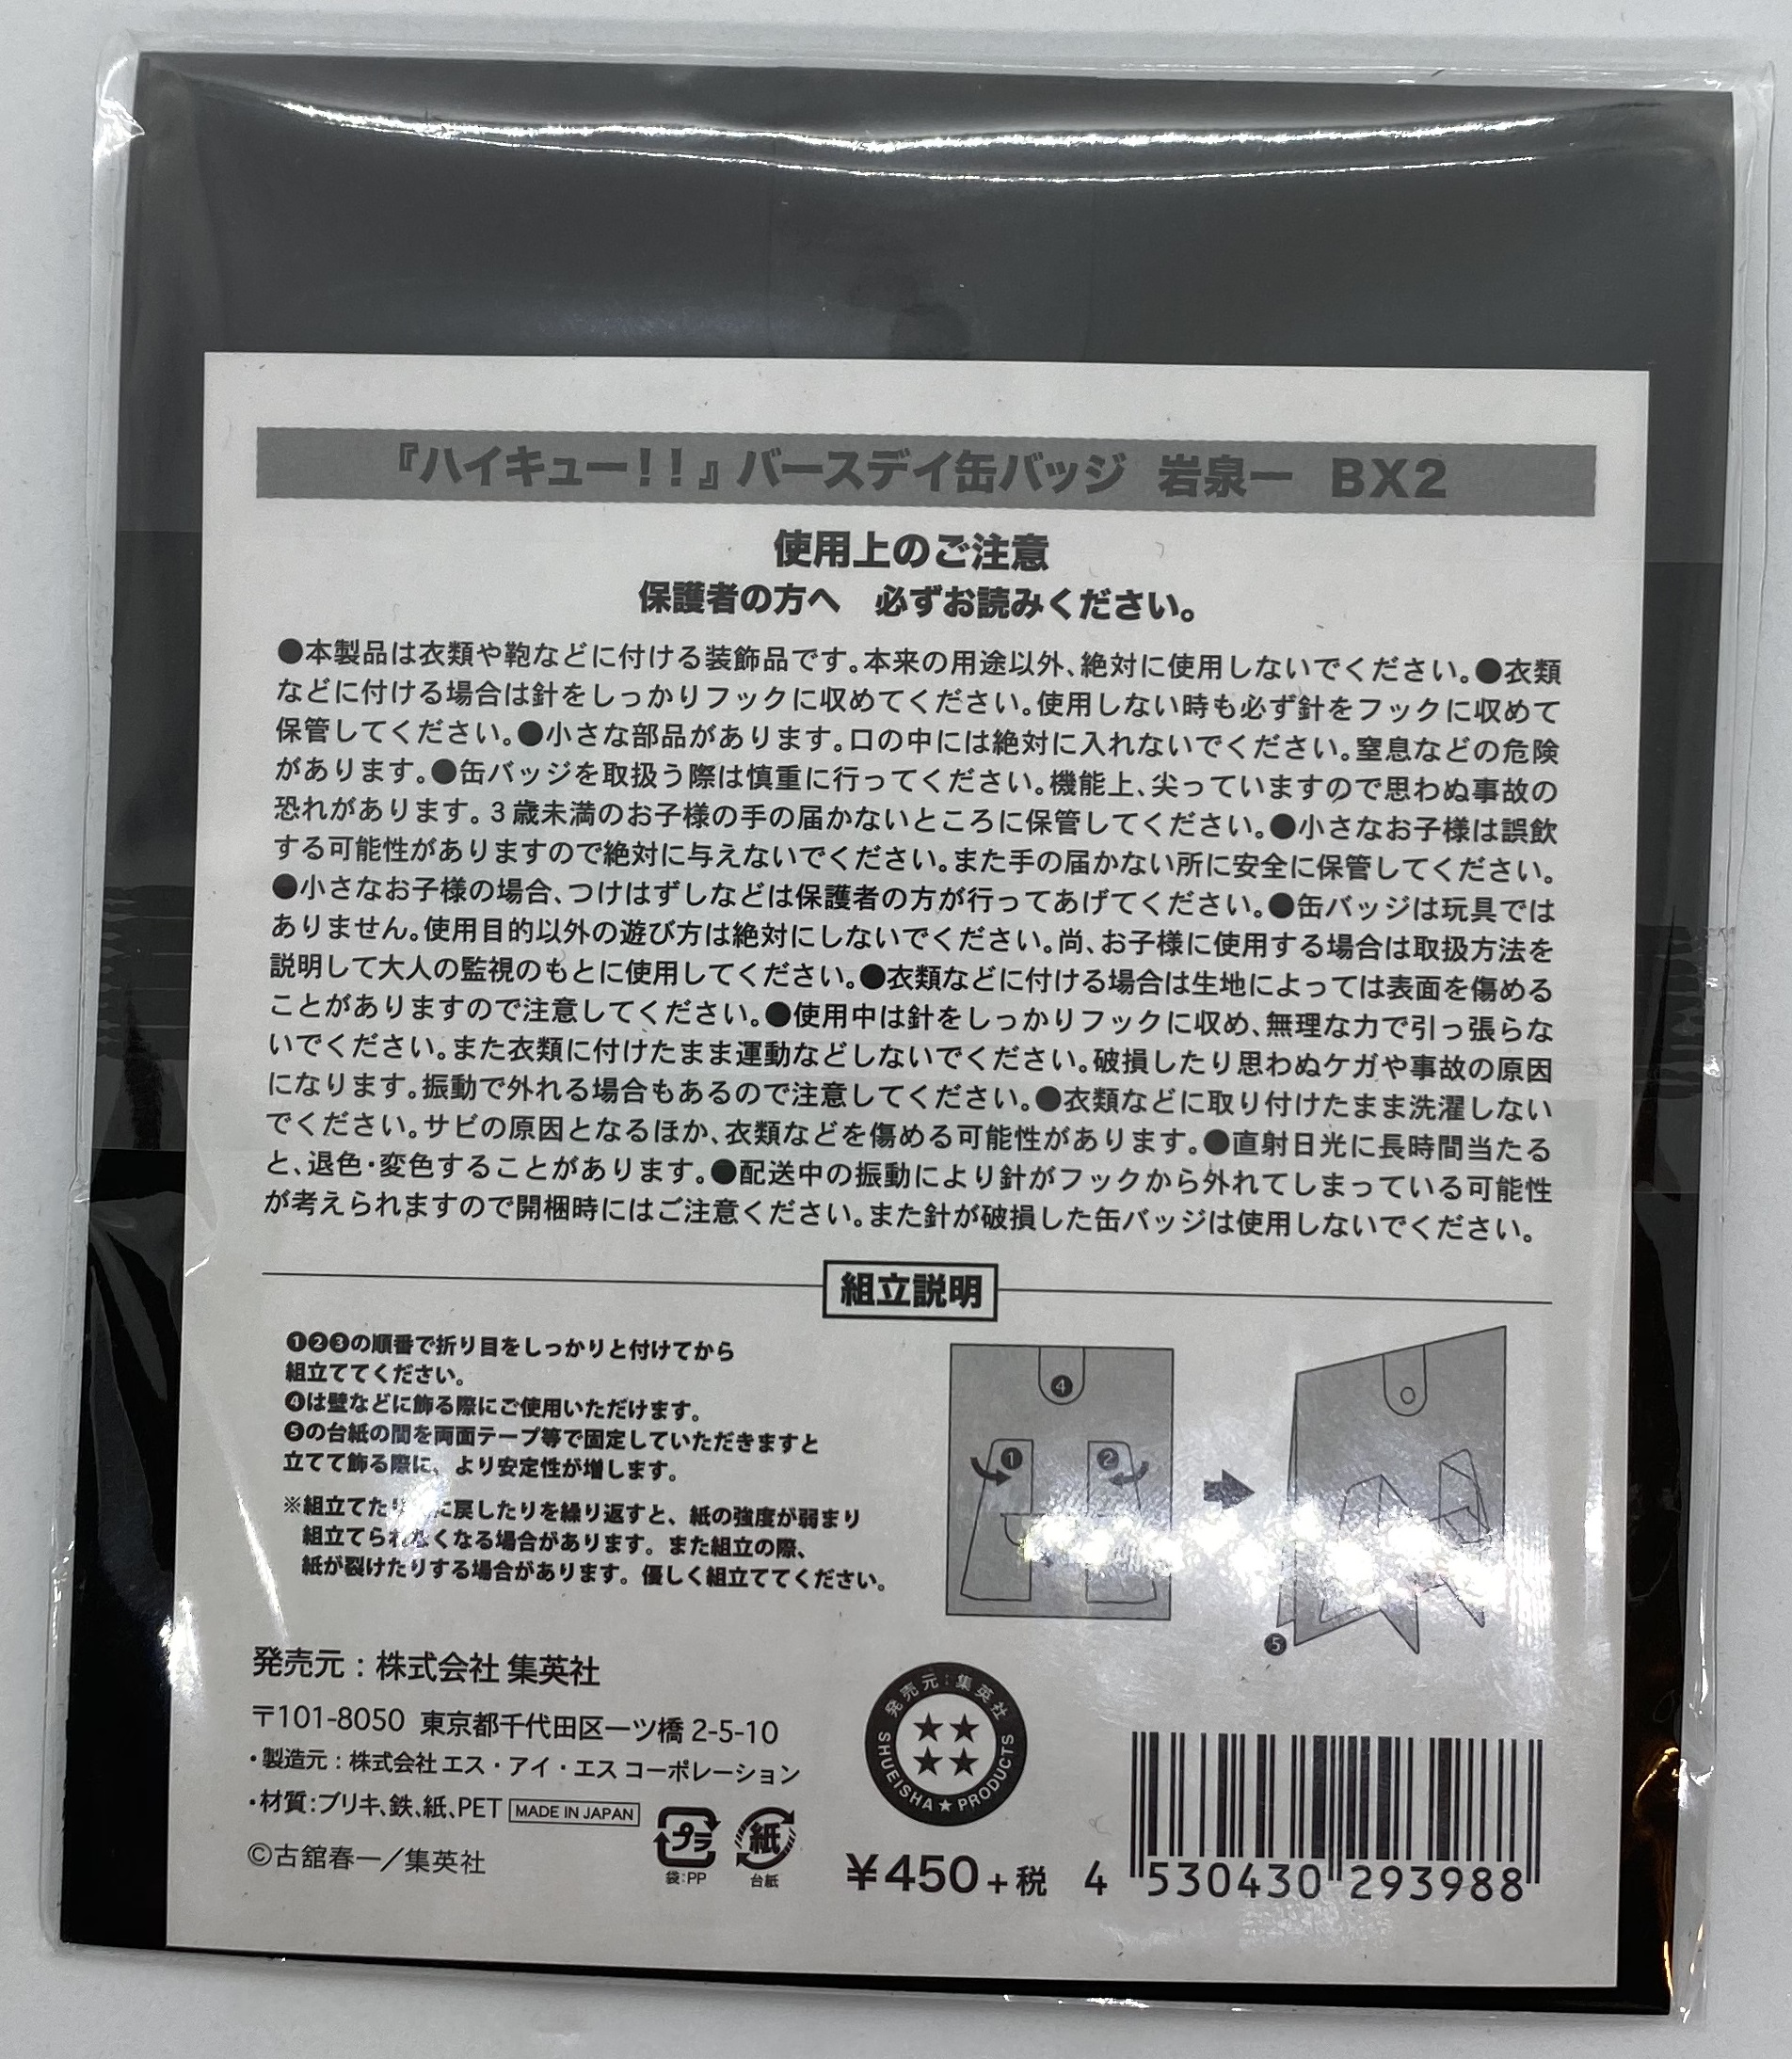 『ハイキュー！！』バースデイ缶バッジ 岩泉一 BX2
使用上のご注意
保護者の方へ 必ずお読みください。
●本製品は衣類や鞄などに付ける装飾品です。本来の用途以外、絶対に使用しないでください。●衣類
などに付ける場合は針をしっかりフックに収めてください。使用しない時も必ず針をフックに収めて
保管してください。●小さな部品があります。口の中には絶対に入れないでください。窒息などの危険
があります。●缶バッジを取扱う際は慎重に行ってください。機能上、尖っていますので思わぬ事故の
恐れがあります。3歳未満のお子様の手の届かないところに保管してください。●小さなお子様は誤飲
する可能性がありますので絶対に与えないでください。また手の届かない所に安全に保管してください。
●小さなお子様の場合、つけはずしなどは保護者の方が行ってあげてください。●缶バッジは玩具では
ありません。使用目的以外の遊び方は絶対にしないでください。尚、お子様に使用する場合は取扱方法を
説明して大人の監視のもとに使用してください。●衣類などに付ける場合は生地によっては表面を傷める
ことがありますので注意してください。●使用中は針をしっかりフックに収め、無理な力で引っ張らな
いでください。また衣類に付けたまま運動などしないでください。破損したり思わぬケガや事故の原因
になります。振動で外れる場合もあるので注意してください。●衣類などに取り付けたまま洗濯しない
でください。サビの原因となるほか、衣類などを傷める可能性があります。●直射日光に長時間当たる
と、退色・変色することがあります。●配送中の振動により針がフックから外れてしまっている可能性
が考えられますので開梱時にはご注意ください。また針が破損した缶バッジは使用しないでください。
組立説明
❶❷❸の順番で折り目をしっかりと付けてから
組立ててください。
❹は壁などに飾る際にご使用いただけます。
❺の台紙の間を両面テープ等で固定していただきますと
立てて飾る際に、より安定性が増します。
※組立てたり に戻したりを繰り返すと、紙の強度が弱まり
組立てられなくなる場合があります。また組立の際、
紙が裂けたりする場合があります。優しく組立ててください。
❹
❶ ❷
❺
発売元：株式会社 集英社
〒101-8050 東京都千代田区一ツ橋 2-5-10
・製造元：株式会社 エス・アイ・エス コーポレーション
・材質：ブリキ、鉄、紙、PET MADE IN JAPAN
©古舘春一／集英社
プラ
袋：PP
紙
台紙
発売元：集英社
SHUEISHA ★ PRODUCTS
¥450+税
4 530430 293988